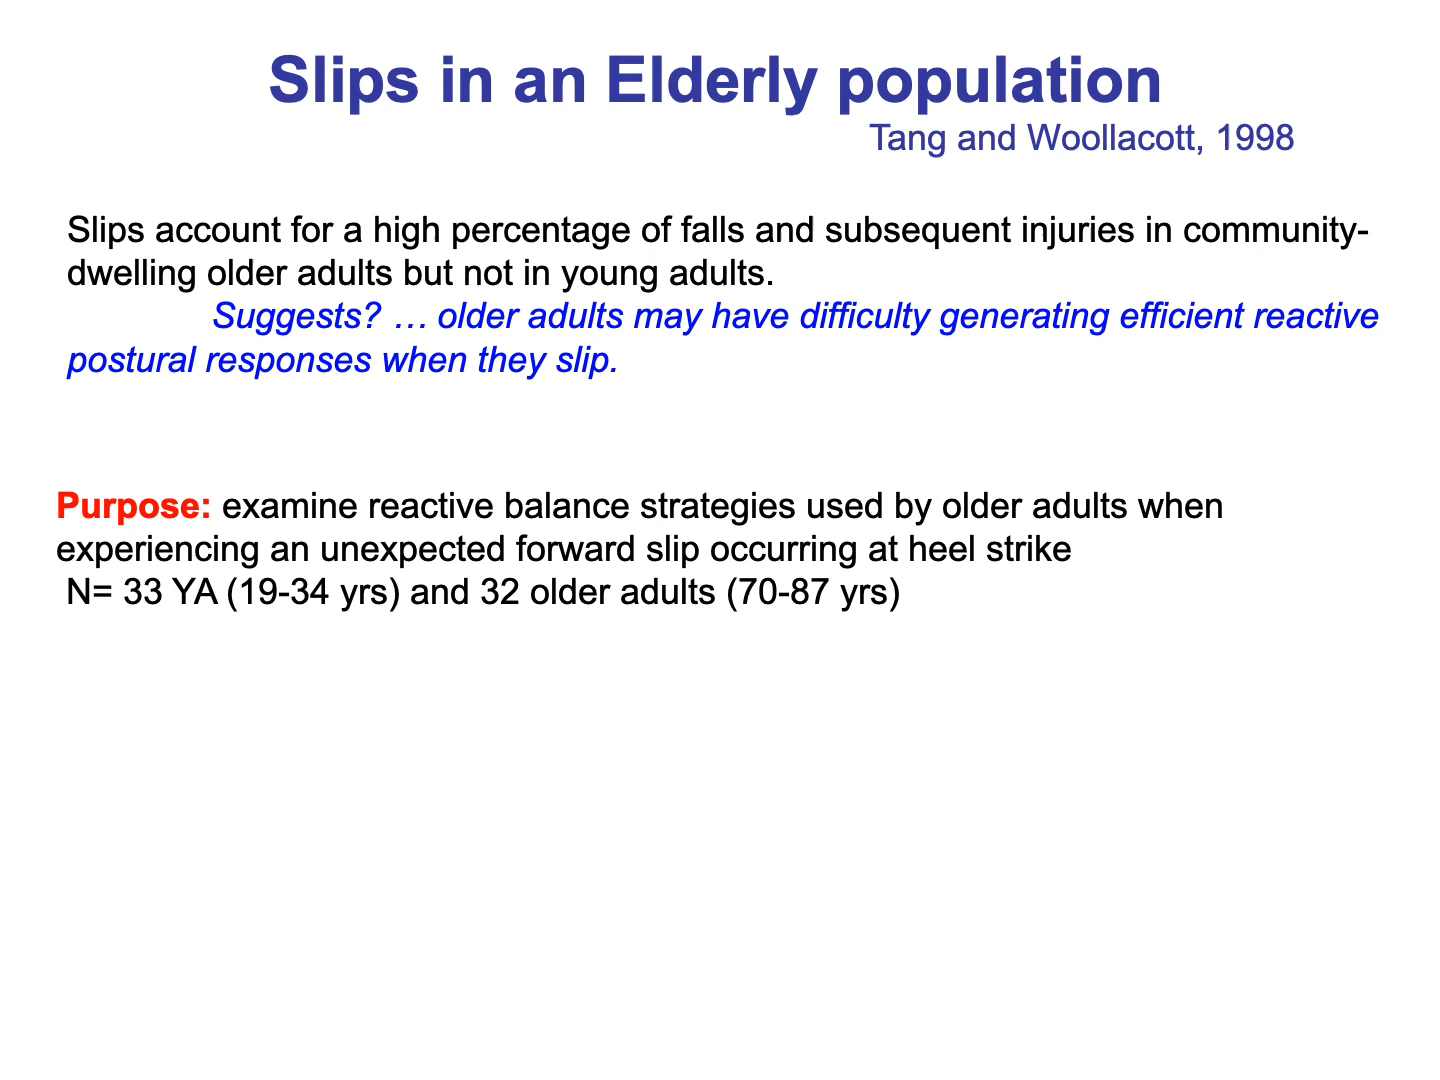 Slips in an Elderly population
Tang and Woollacott, 1998
Slips account for a high percentage of falls and subsequent injuries in community-
dwelling older adults but not in young adults.
Suggests? … older adults may have difficulty generating efficient reactive
postural responses when they slip.
Purpose: examine reactive balance strategies used by older adults when
experiencing an unexpected forward slip occurring at heel strike
N= 33 YA (19-34 yrs) and 32 older adults (70-87 yrs)